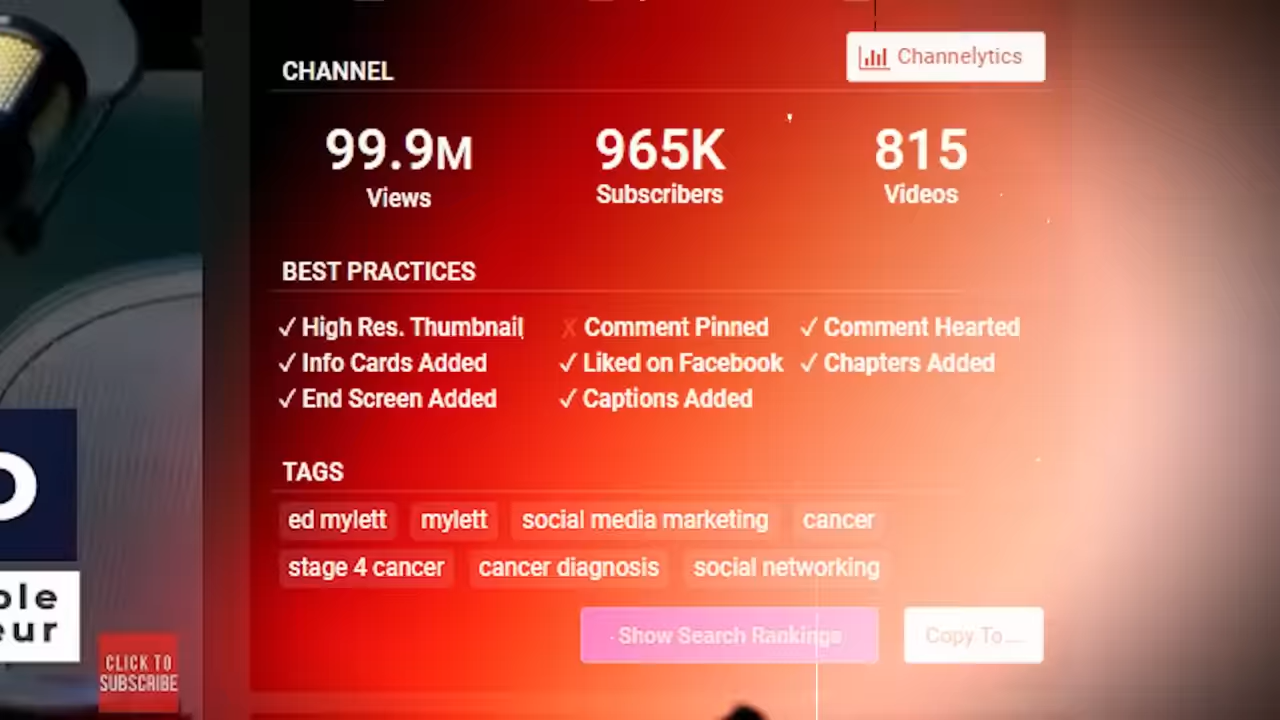 Channelytics
CHANNEL
99.9M
965K
815
Views
Subscribers
Videos
BEST PRACTICES
✓ High Res. Thumbnail
X Comment Pinned
✓ Comment Hearted
✓ Info Cards Added
✓ Liked on Facebook
✓ Chapters Added
✓ End Screen Added
✓ Captions Added
TAGS
ed mylett
mylett
social media marketing
cancer
stage 4 cancer
cancer diagnosis
social networking
Show Search Rankings
Copy To...
CLICK TO
SUBSCRIBE